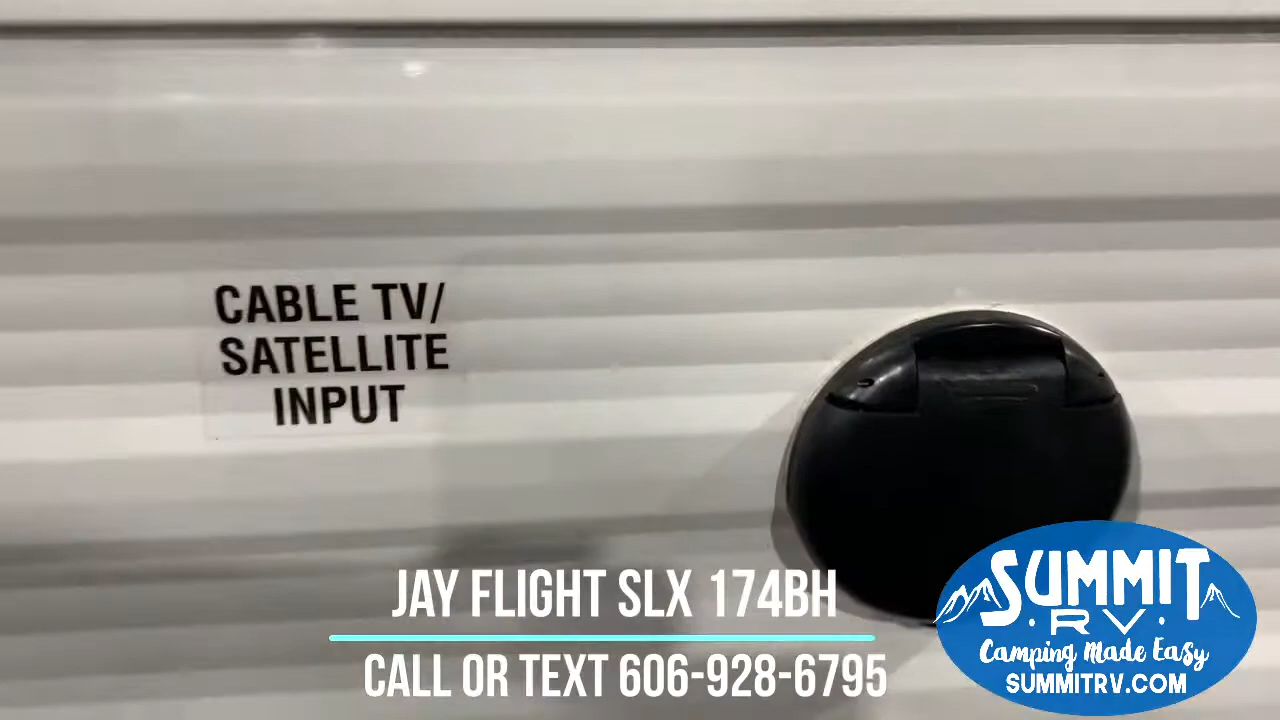 CABLE TV/
SATELLITE
INPUT
JAY FLIGHT SLX 174BH
CALL OR TEXT 606-928-6795
SUMMIT
R.V.
Camping Made Easy
SUMMITRV.COM